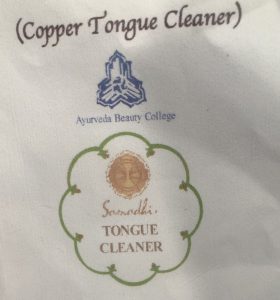 (Copper Tongue Cleaner)
Ayurveda Beauty College
Samadhi
TONGUE
CLEANER